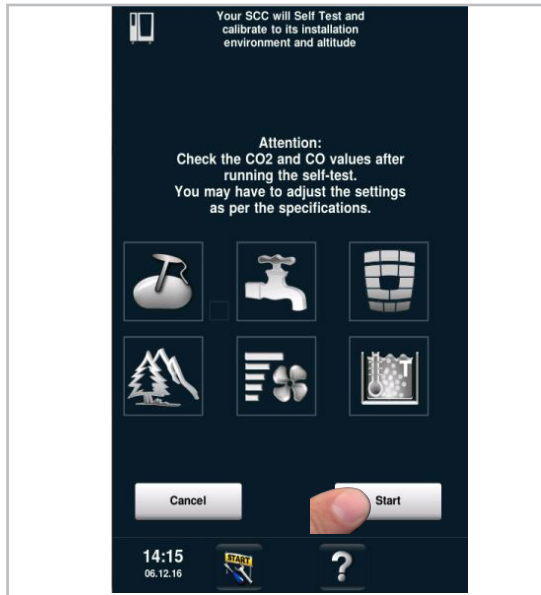 Your SCC will Self Test and
calibrate to its installation
environment and altitude
Attention:
Check the CO2 and CO values after
running the self-test.
You may have to adjust the settings
as per the specifications.
T
Cancel
Start
14:15
06.12.16
START
?